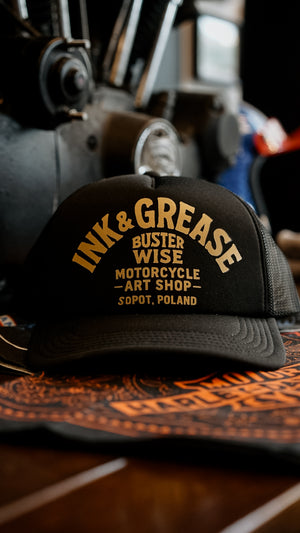 INK & GREASE
BUSTER
WISE
MOTORCYCLE
-ART SHOP-
SOPOT, POLAND